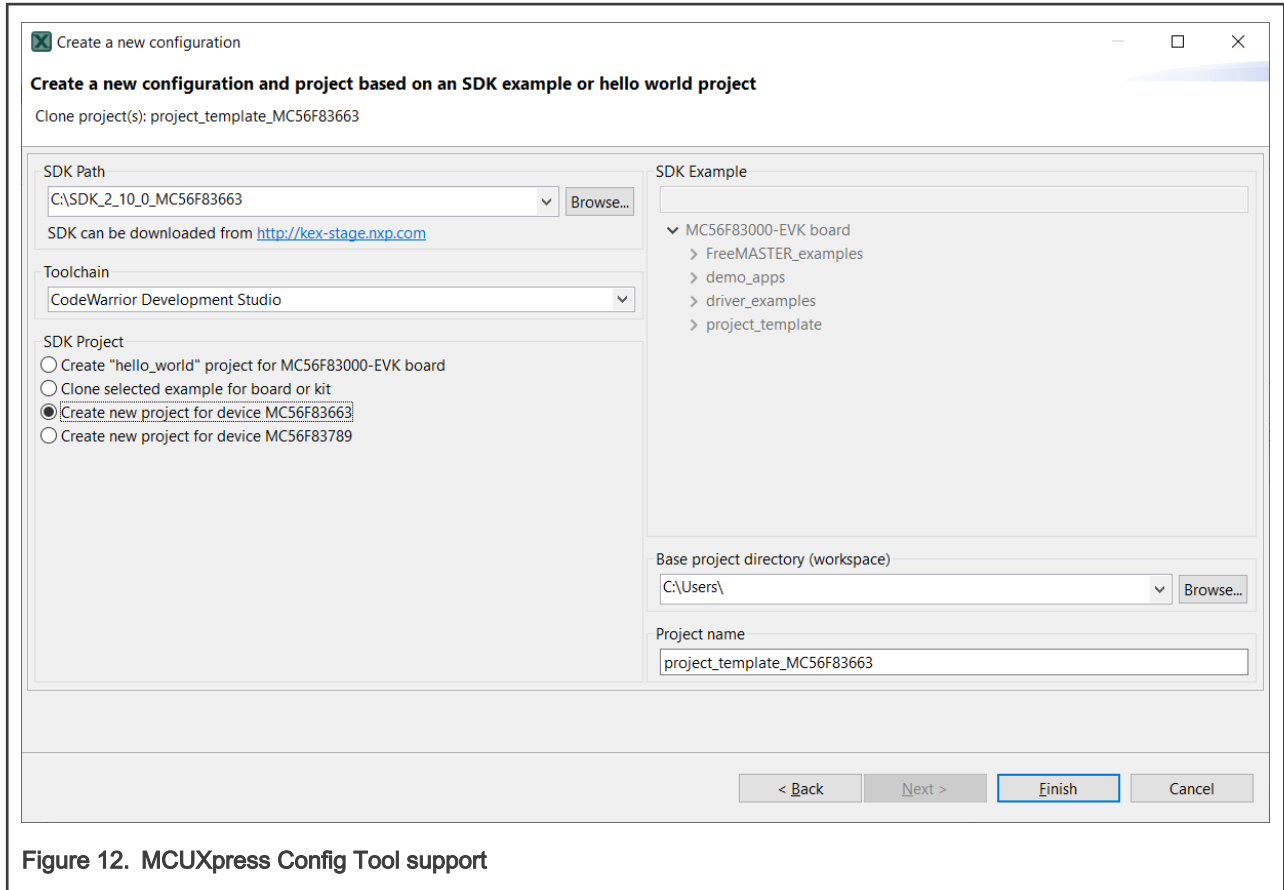 Create a new configuration
Create a new configuration and project based on an SDK example or hello world project
Clone project(s): project_template_MC56F83663
SDK Path
C:\SDK_2_10_0_MC56F83663
Browse...
SDK can be downloaded from http://kex-stage.nxp.com
Toolchain
CodeWarrior Development Studio
SDK Project
Create "hello_world" project for MC56F83000-EVK board
Clone selected example for board or kit
Create new project for device MC56F83663
Create new project for device MC56F83789
SDK Example
MC56F83000-EVK board
FreeMASTER_examples
demo_apps
driver_examples
project_template
Base project directory (workspace)
C:\Users\
Browse...
Project name
project_template_MC56F83663
< Back
Next >
Finish
Cancel
Figure 12. MCUXpress Config Tool support